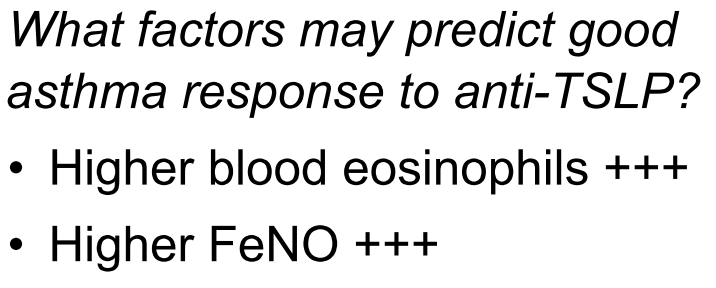 What factors may predict good
asthma response to anti-TSLP?
• Higher blood eosinophils +++
• Higher FeNO +++